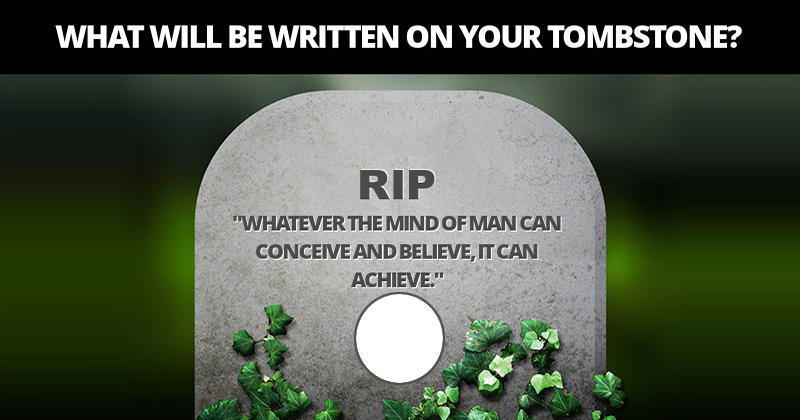 WHAT WILL BE WRITTEN ON YOUR TOMBSTONE?
RIP
"WHATEVER THE MIND OF MAN CAN
CONCEIVE AND BELIEVE, IT CAN
ACHIEVE."